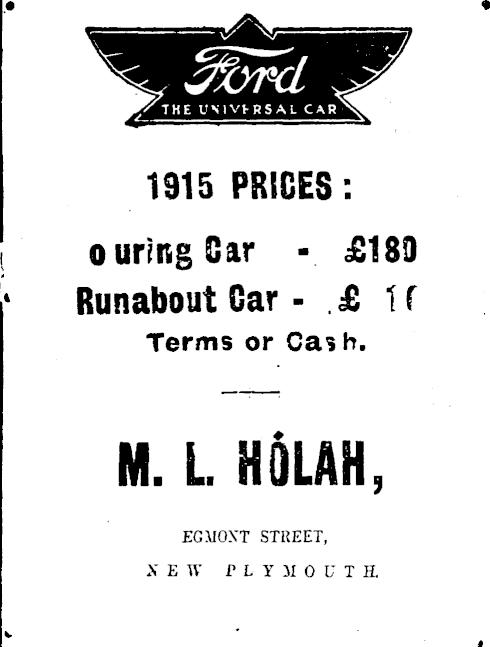 Ford
THE UNIVERSAL CAR
1915 PRICES:
ouring Car - £180
Runabout Car - £
Terms or Cash.
M. L. HOLAH,
EGMONT STREET,
NEW PLYMOUTH.